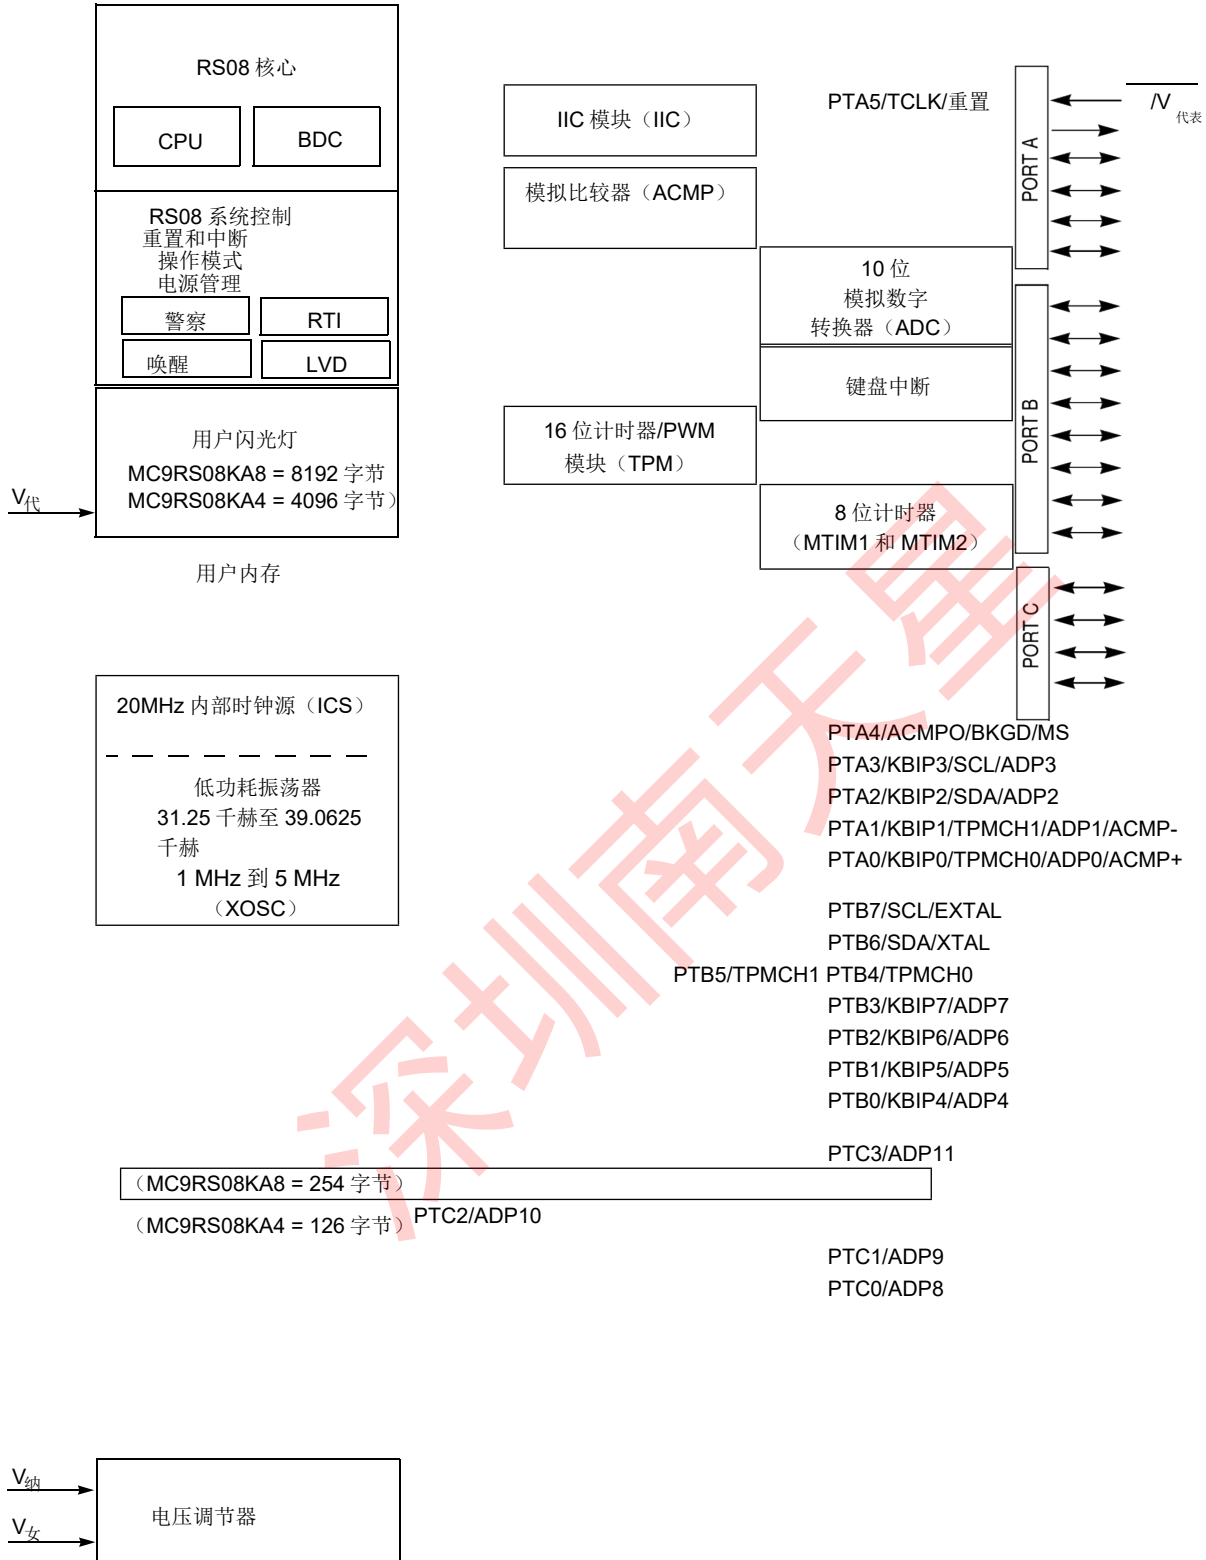 RS08 核心
CPU
BDC
RS08 系统控制
重置和中断
操作模式
电源管理
警察
RTI
唤醒
LVD
用户闪光灯
MC9RS08KA8 = 8192 字节
MC9RS08KA4 = 4096 字节）
V代
用户内存
20MHz 内部时钟源（ICS）
低功耗振荡器
31.25 千赫至 39.0625
千赫
1 MHz 到 5 MHz
（XOSC）
IIC 模块（IIC）
模拟比较器（ACMP）
10 位
模拟数字
转换器（ADC）
键盘中断
16 位计时器/PWM
模块（TPM）
8 位计时器
（MTIM1 和 MTIM2）
PTA5/TCLK/重置
/V 代表
PORT A
PORT B
PORT C
PTA4/ACMPO/BKGD/MS
PTA3/KBIP3/SCL/ADP3
PTA2/KBIP2/SDA/ADP2
PTA1/KBIP1/TPMCH1/ADP1/ACMP-
PTA0/KBIP0/TPMCH0/ADP0/ACMP+
PTB7/SCL/EXTAL
PTB6/SDA/XTAL
PTB5/TPMCH1 PTB4/TPMCH0
PTB3/KBIP7/ADP7
PTB2/KBIP6/ADP6
PTB1/KBIP5/ADP5
PTB0/KBIP4/ADP4
PTC3/ADP11
（MC9RS08KA8 = 254 字节）
（MC9RS08KA4 = 126 字节）PTC2/ADP10
PTC1/ADP9
PTC0/ADP8
V纳
V女
电压调节器
深圳南天星